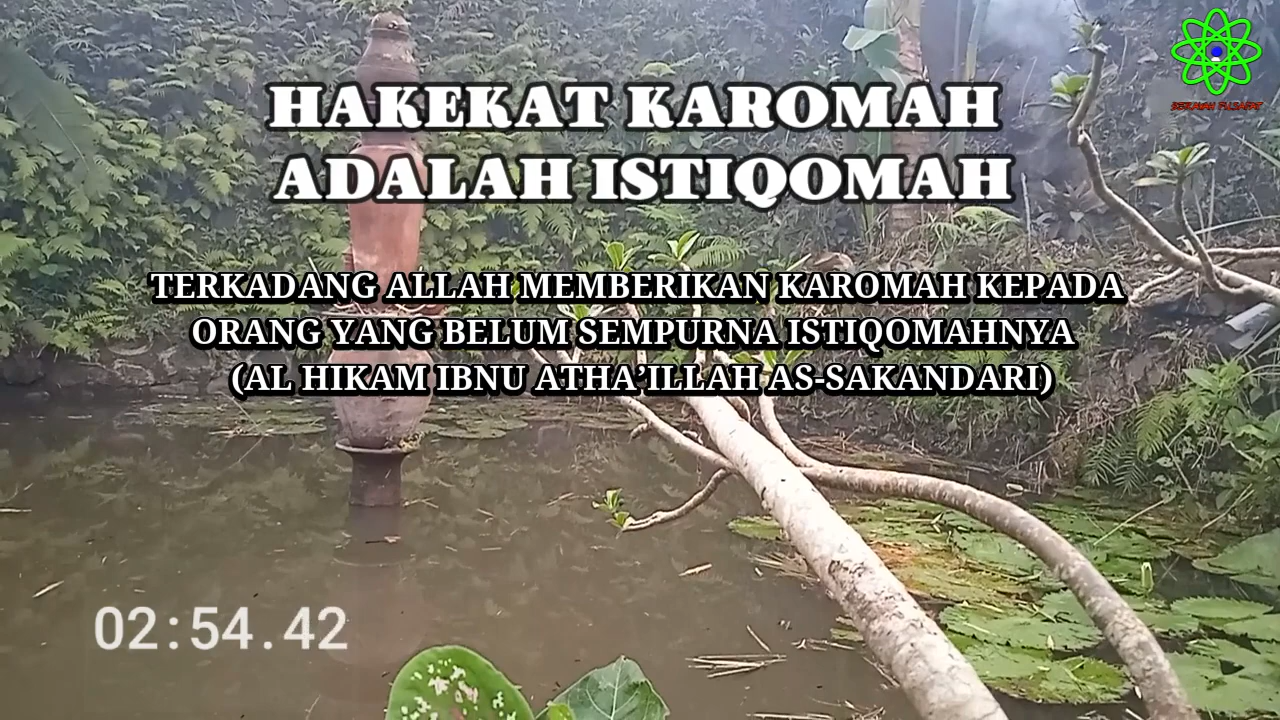 HAKEKAT KAROMAH
ADALAH ISTIQOMAH
TERKADANG ALLAH MEMBERIKAN KAROMAH KEPADA
ORANG YANG BELUM SEMPURNA ISTIQOMAHNYA
(AL HIKAM IBNU ATHA’ILLAH AS-SAKANDARI)
02:54.42